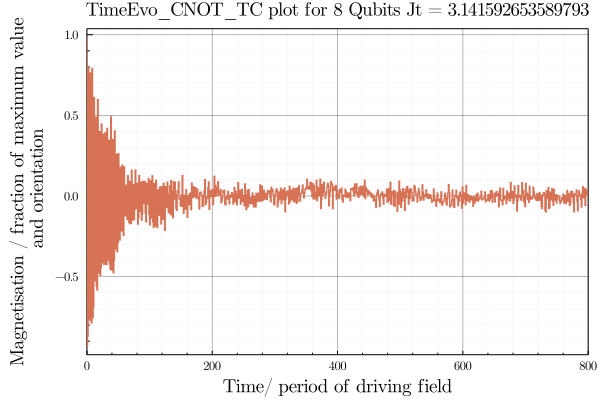 TimeEvo_CNOT_TC plot for 8 Qubits Jt = 3.141592653589793
Magnetisation / fraction of maximum value
and orientation
1.0
0.5
0.0
−0.5
0
200
400
600
800
Time/ period of driving field